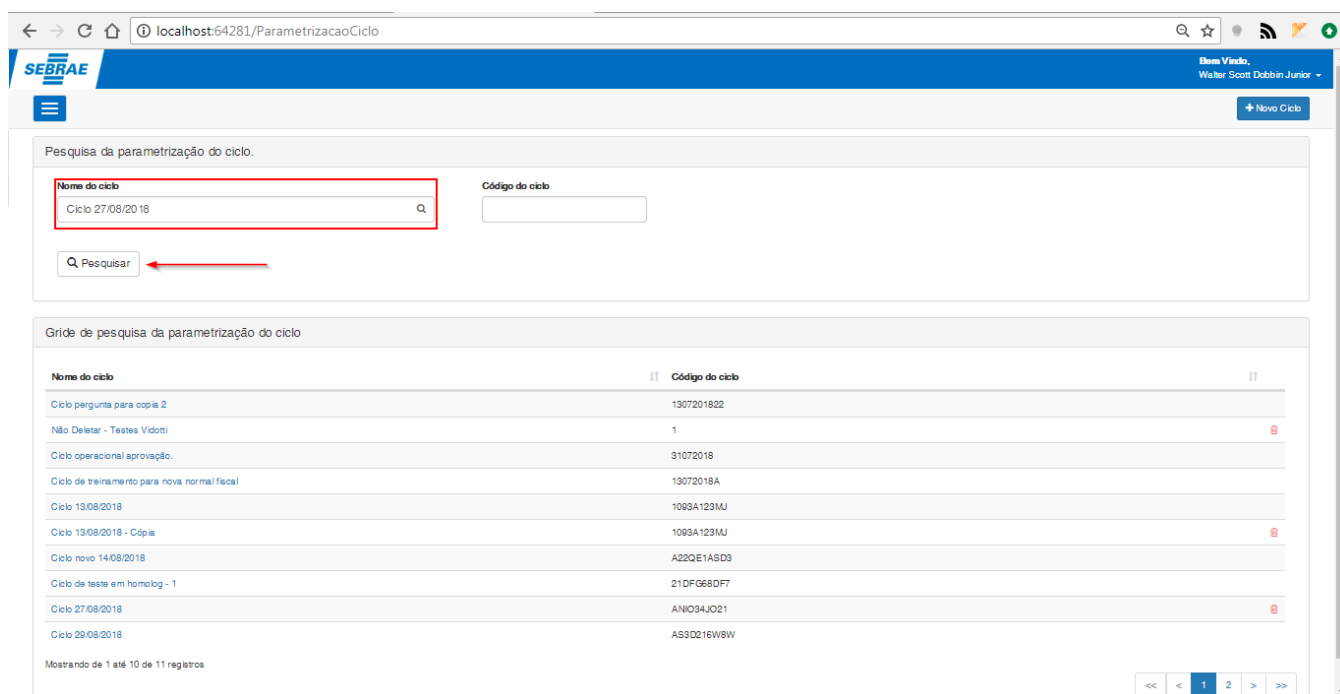 localhost:64281/ParametrizacaoCiclo
SEBRAE
Bem Vindo,
Walter Scott Dobbin Junior
+ Novo Ciclo
Pesquisa da parametrização do ciclo.
Nome do ciclo Código do ciclo
Ciclo 27/08/2018
Pesquisar
Gride de pesquisa da parametrização do ciclo
Nome do ciclo Código do ciclo
Ciclo pergunta para copia 2 1307201822
Não Deletar - Testes Vidotti 1
Ciclo operacional aprovação. 31072018
Ciclo de treinamento para nova normal fiscal 13072018A
Ciclo 13/08/2018 1093A123MJ
Ciclo 13/08/2018 - Cópia 1093A123MJ
Ciclo novo 14/08/2018 A22QE1ASD3
Ciclo de teste em homolog - 1 21DFG68DF7
Ciclo 27/08/2018 ANIO34JO21
Ciclo 29/08/2018 AS3D216W8W
Mostrando de 1 até 10 de 11 registros
<< < 1 2 > >>